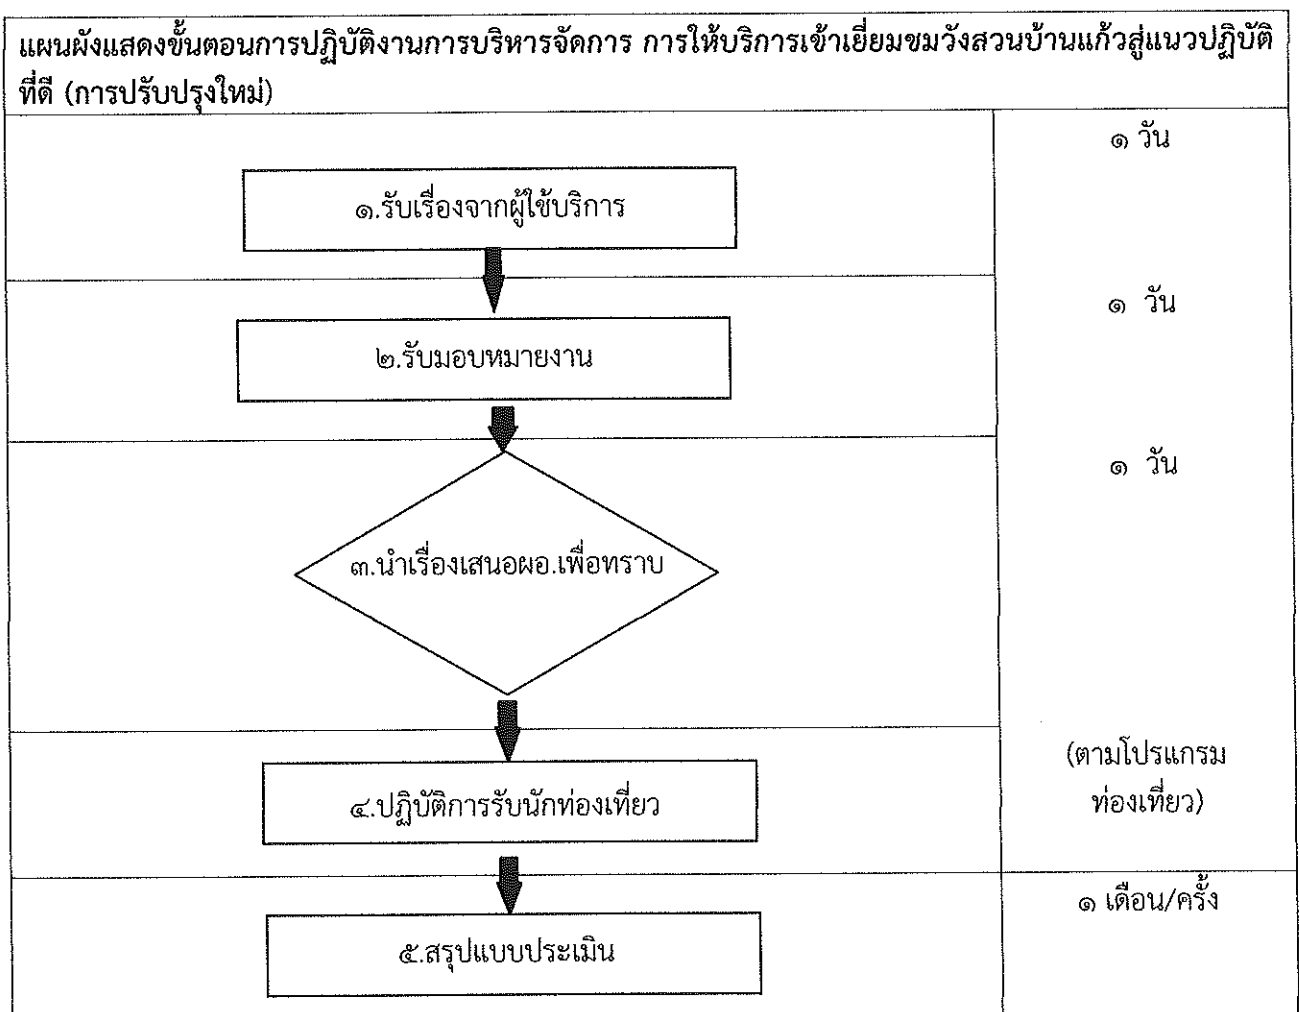 แผนผังแสดงขั้นตอนการปฏิบัติงานการบริหารจัดการ การให้บริการเข้าเยี่ยมชมวังสวนบ้านแก้วสู่แนวปฏิบัติ
ที่ดี (การปรับปรุงใหม่)
๑ วัน
๑.รับเรื่องจากผู้ใช้บริการ
๑ วัน
๒.รับมอบหมายงาน
๑ วัน
๓.นำเรื่องเสนอผอ.เพื่อทราบ
(ตามโปรแกรม
ท่องเที่ยว)
๔.ปฏิบัติการรับนักท่องเที่ยว
๑ เดือน/ครั้ง
๕.สรุปแบบประเมิน